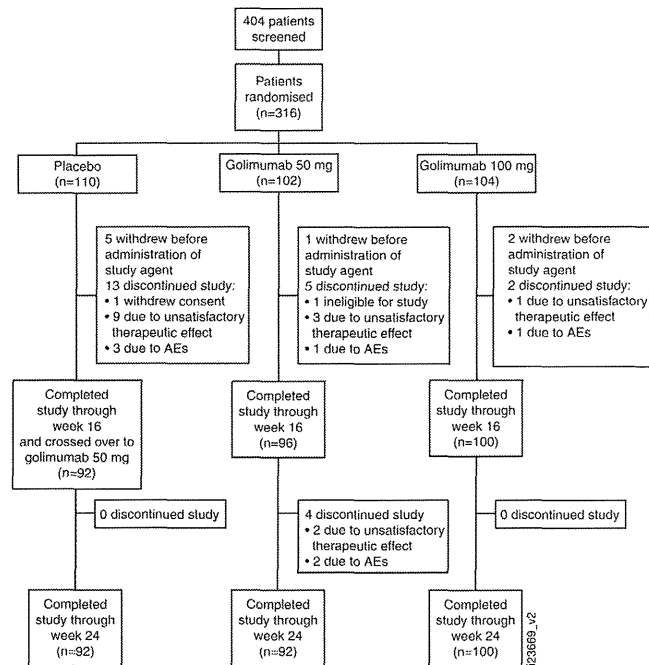 404 patients
screened
Patients
randomised
(n=316)
Placebo
(n=110)
Golimumab 50 mg
(n=102)
Golimumab 100 mg
(n=104)
5 withdrew before
administration of
study agent
13 discontinued study:
• 1 withdrew consent
• 9 due to unsatisfactory
therapeutic effect
• 3 due to AEs
1 withdrew before
administration of
study agent
5 discontinued study:
• 1 ineligible for study
• 3 due to unsatisfactory
therapeutic effect
• 1 due to AEs
2 withdrew before
administration of
study agent
2 discontinued study:
• 1 due to unsatisfactory
therapeutic effect
• 1 due to AEs
Completed
study through
week 16
and crossed over to
golimumab 50 mg
(n=92)
Completed
study through
week 16
(n=96)
Completed
study through
week 16
(n=100)
0 discontinued study
4 discontinued study
• 2 due to unsatisfactory
therapeutic effect
• 2 due to AEs
0 discontinued study
Completed
study through
week 24
(n=92)
Completed
study through
week 24
(n=92)
Completed
study through
week 24
(n=100)